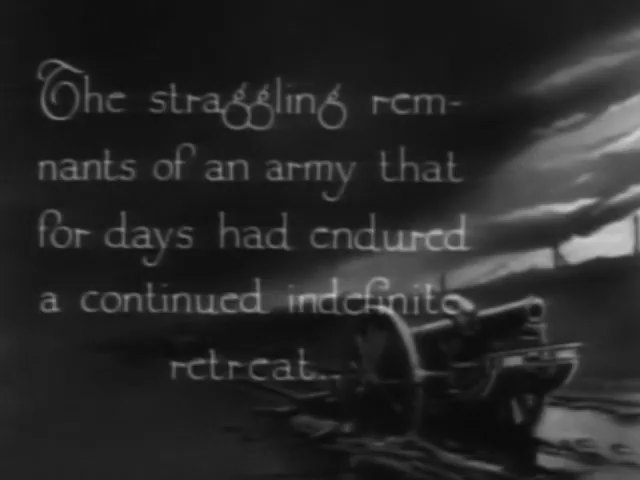 The straggling rem-
nants of an army that
for days had endured
a continued indefinite
retreat...